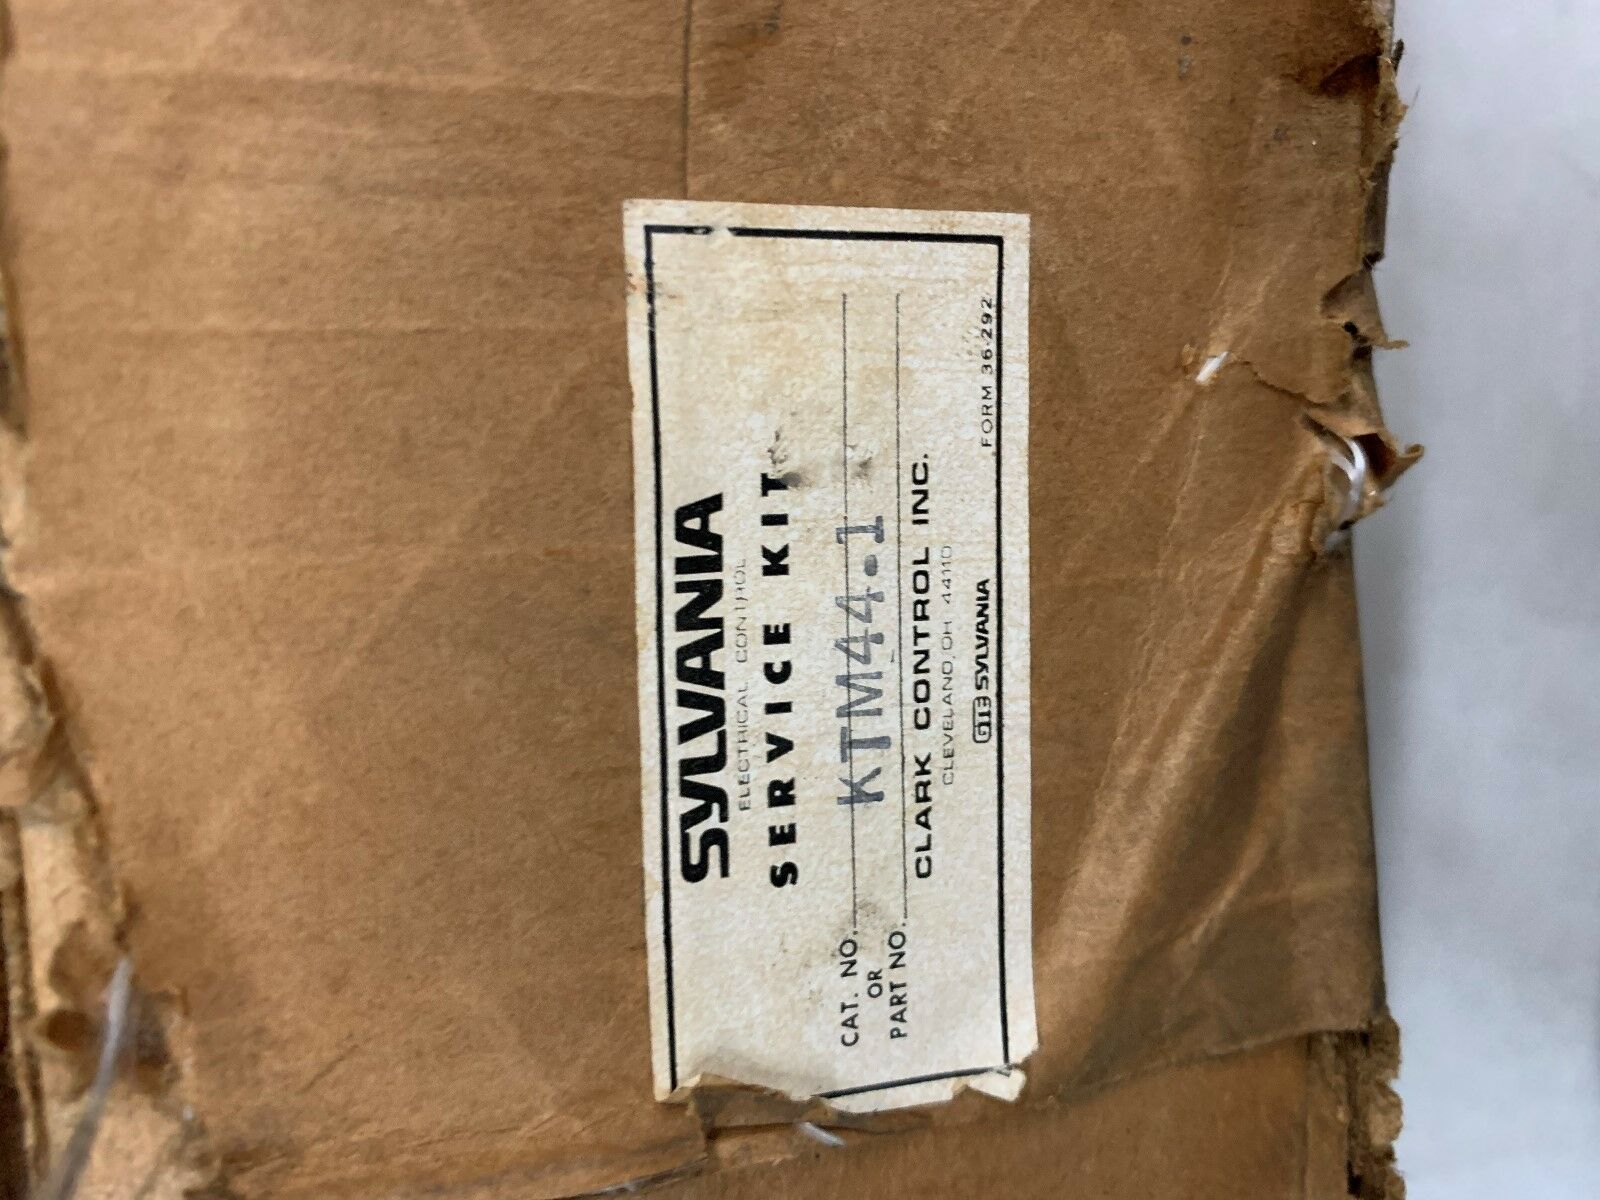 SYLVANIA
ELECTRICAL CONTROL
SERVICE KIT
CAT. NO.
OR
KTM44-1
PART NO.
CLARK CONTROL INC.
CLEVELAND, OH 44110
GTE SYLVANIA
FORM 36-292